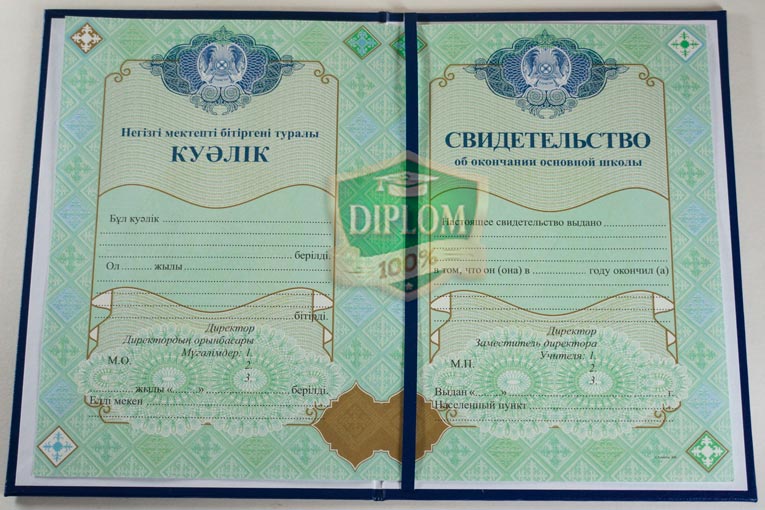 Негізгі мектепті бітіргені туралы
КУӘЛІК
Бұл куәлік ........................................
берілді.
Ол ........... жылы ........................
бітірді.
Директор
Директордың орынбасары
Мұғалімдер: 1.
2.
3.
М.О.
........... жылы «........» ........................ берілді.
Елді мекен ........................................
СВИДЕТЕЛЬСТВО
об окончании основной школы
Настоящее свидетельство выдано ....................
в том, что он (она) в ............... году окончил (а)
Директор
Заместитель директора
Учителя: 1.
2.
3.
М.П.
Выдан «........» ........................ г.
Населенный пункт ........................
DIPLOM
100%